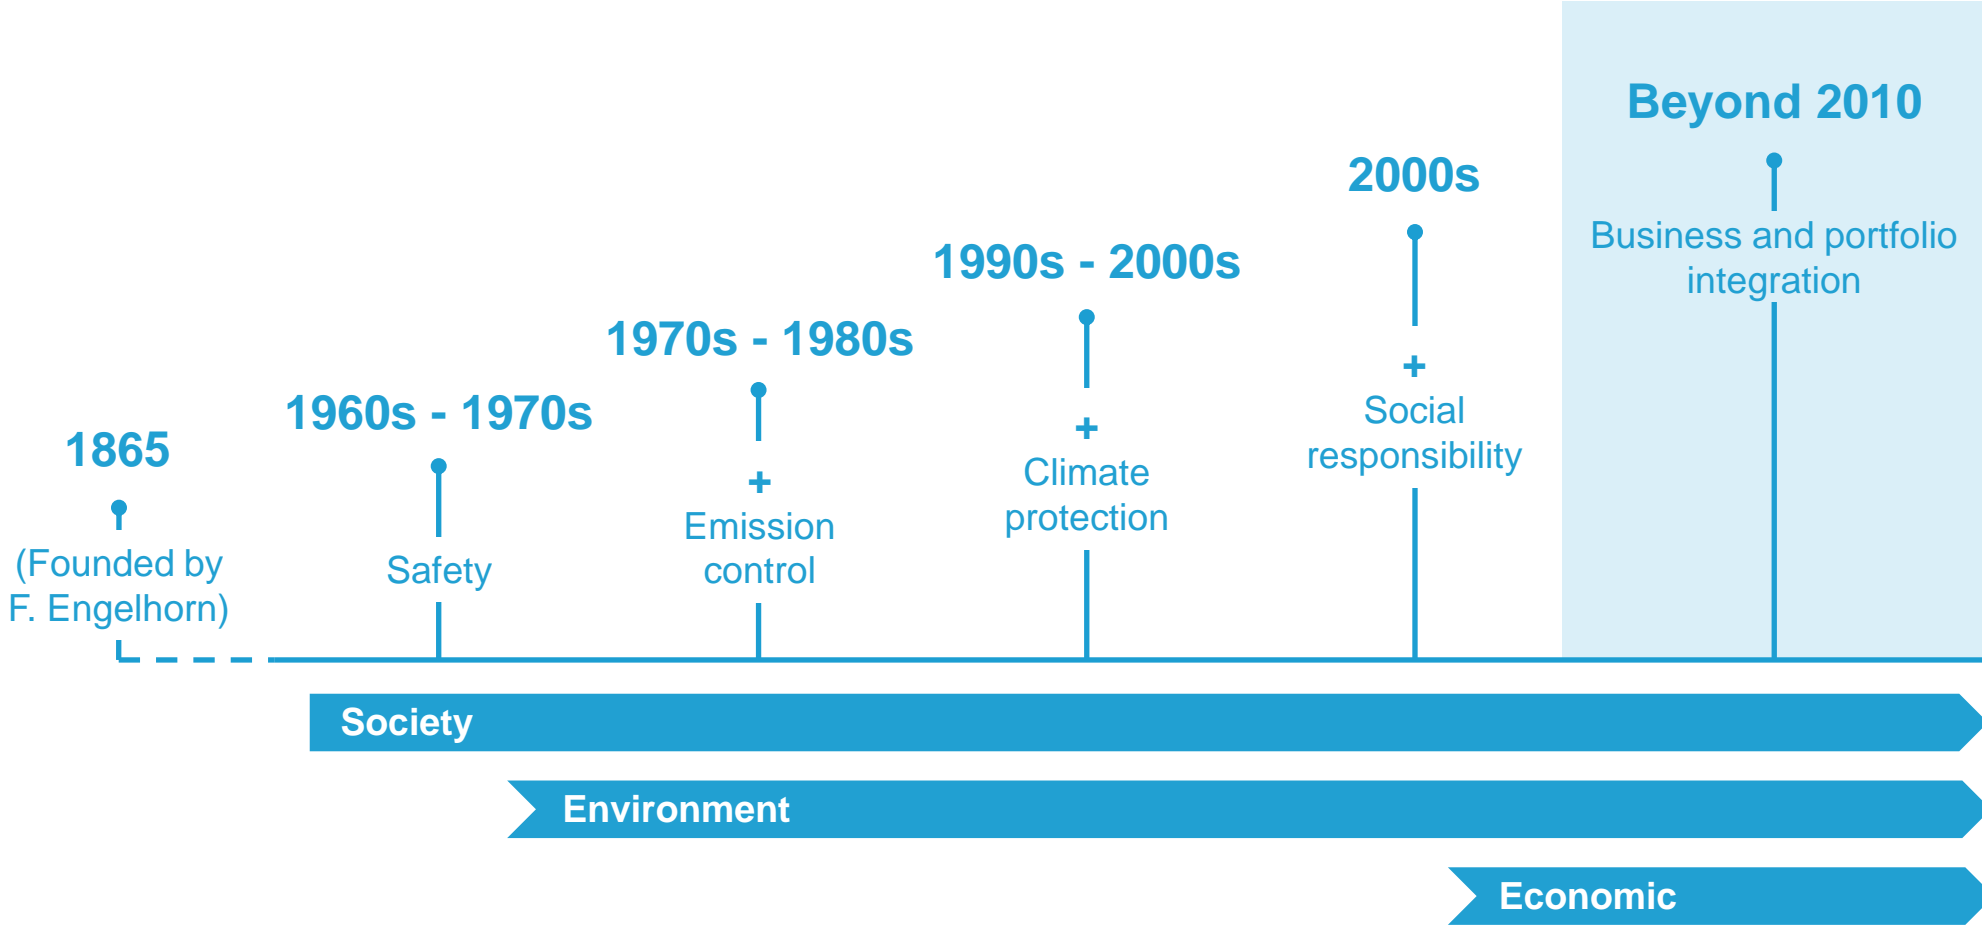 1865
(Founded by
F. Engelhorn)
1960s - 1970s
Safety
1970s - 1980s
+
Emission
control
1990s - 2000s
+
Climate
protection
2000s
+
Social
responsibility
Beyond 2010
Business and portfolio
integration
Society
Environment
Economic